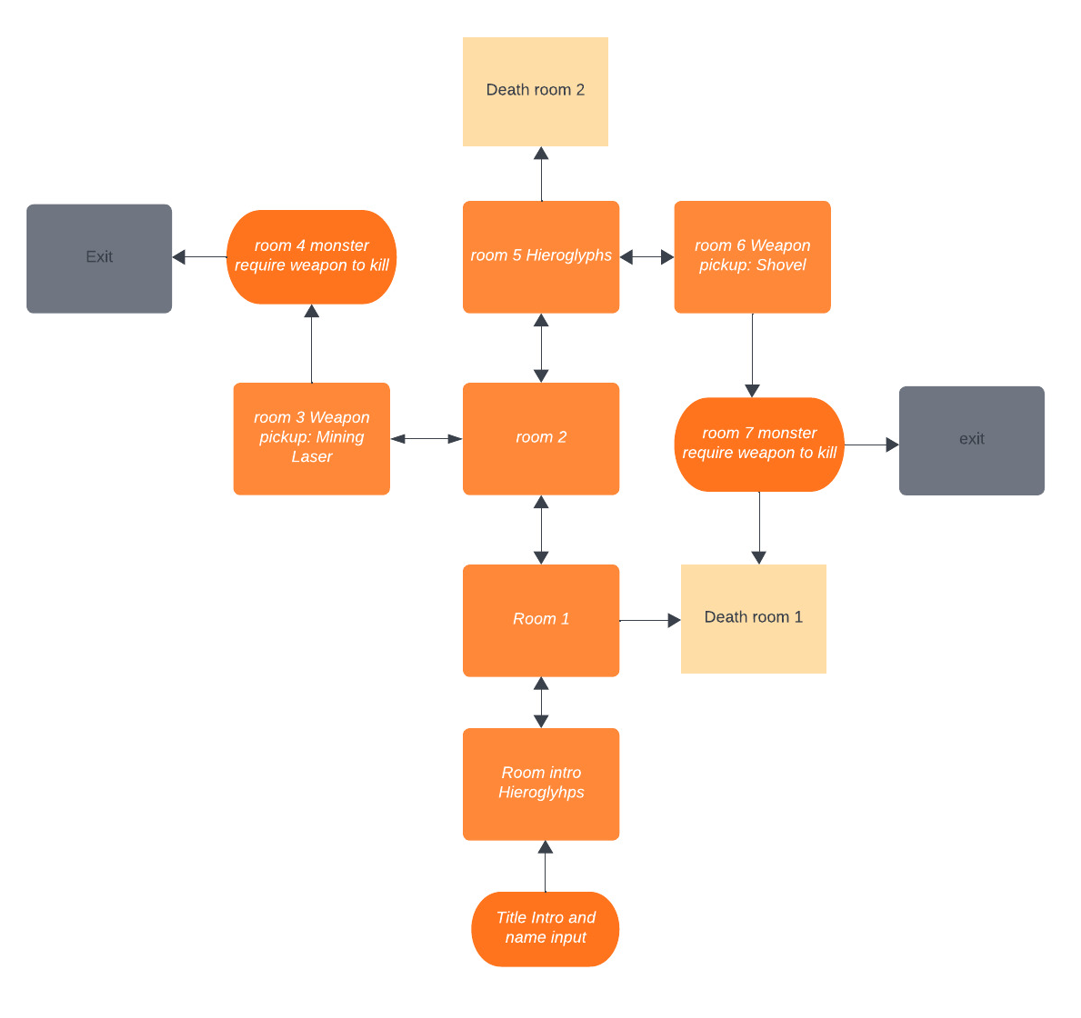 Death room 2
Exit
room 4 monster
require weapon to kill
room 5 Hieroglyphs
room 6 Weapon
pickup: Shovel
room 3 Weapon
pickup: Mining
Laser
room 2
room 7 monster
require weapon to kill
exit
Room 1
Death room 1
Room intro
Hieroglyhps
Title Intro and
name input